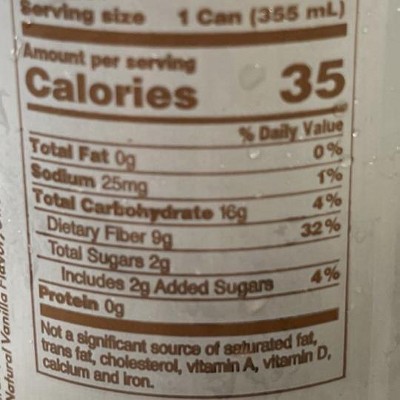 Serving size 1 Can (355 mL)
Amount per serving
Calories 35
% Daily Value
Total Fat 0g 0%
Sodium 25mg 1%
Total Carbohydrate 16g 4%
Dietary Fiber 9g 32%
Total Sugars 2g
Includes 2g Added Sugars 4%
Protein 0g
Not a significant source of saturated fat,
trans fat, cholesterol, vitamin A, vitamin D,
calcium and iron.
Natural Vanilla Flavor,